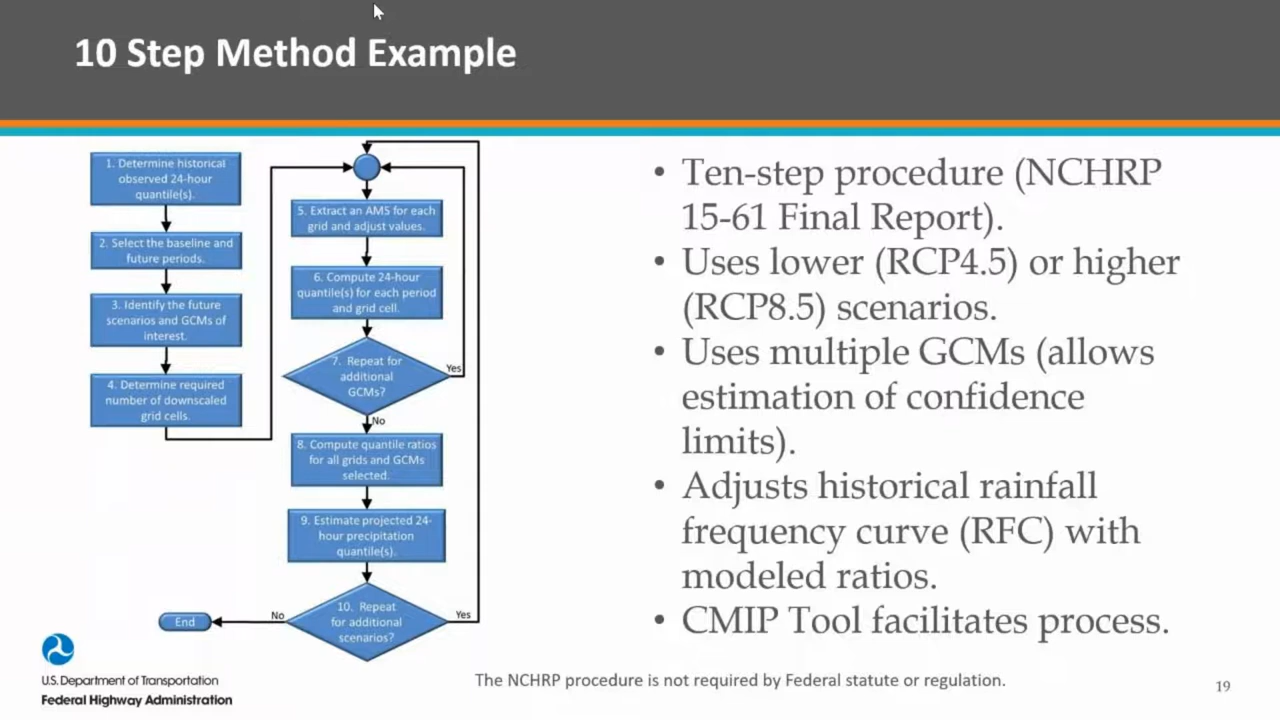 10 Step Method Example
1. Determine historical
observed 24-hour
quantile(s).
2. Select the baseline and
future periods.
3. Identify the future
scenarios and GCMs of
interest.
4. Determine required
number of downscaled
grid cells.
5. Extract an AMS for each
grid and adjust values.
6. Compute 24-hour
quantile(s) for each period
and grid cell.
7. Repeat for
additional
GCMs?
Yes
No
8. Compute quantile ratios
for all grids and GCMs
selected.
9. Estimate projected 24-
hour precipitation
quantile(s).
10. Repeat
for additional
scenarios?
Yes
No
End
• Ten-step procedure (NCHRP
15-61 Final Report).
• Uses lower (RCP4.5) or higher
(RCP8.5) scenarios.
• Uses multiple GCMs (allows
estimation of confidence
limits).
• Adjusts historical rainfall
frequency curve (RFC) with
modeled ratios.
• CMIP Tool facilitates process.
U.S. Department of Transportation
Federal Highway Administration
The NCHRP procedure is not required by Federal statute or regulation.
19